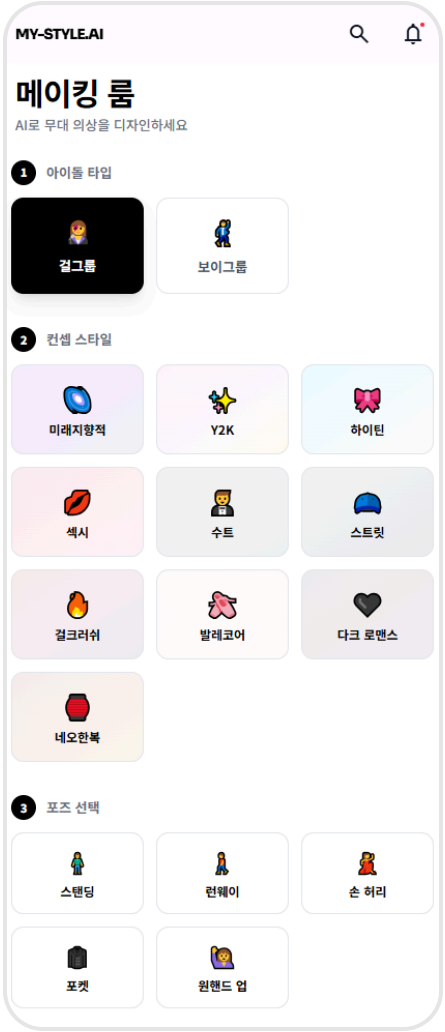 MY-STYLE.AI
메이킹 룸
AI로 무대 의상을 디자인하세요
1 아이돌 타입
걸그룹 보이그룹
2 컨셉 스타일
미래지향적 Y2K 하이틴
섹시 수트 스트릿
걸크러쉬 발레코어 다크 로맨스
네오한복
3 포즈 선택
스탠딩 런웨이 손 허리
포켓 원핸드 업